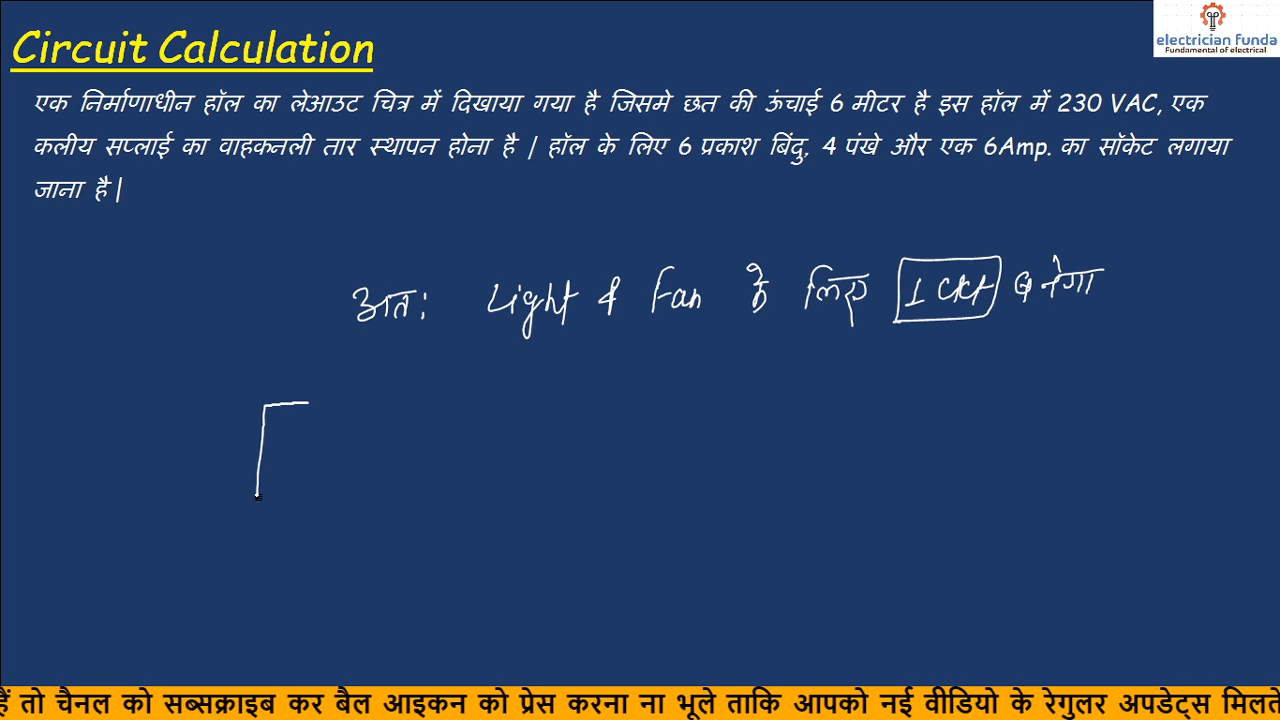 Circuit Calculation
electrician funda
Fundamental of electrical
एक निर्माणाधीन हॉल का लेआउट चित्र में दिखाया गया है जिसमे छत की ऊंचाई 6 मीटर है इस हॉल में 230 VAC, एक
कलीय सप्लाई का वाहकनली तार स्थापन होना है | हॉल के लिए 6 प्रकाश बिंदु, 4 पंखे और एक 6Amp. का सॉकेट लगाया
जाना है|
अतः Light & Fan के लिए 1 ckt बनेगा
हैं तो चैनल को सब्सक्राइब कर बैल आइकन को प्रेस करना ना भूले ताकि आपको नई वीडियो के रेगुलर अपडेट्स मिलते